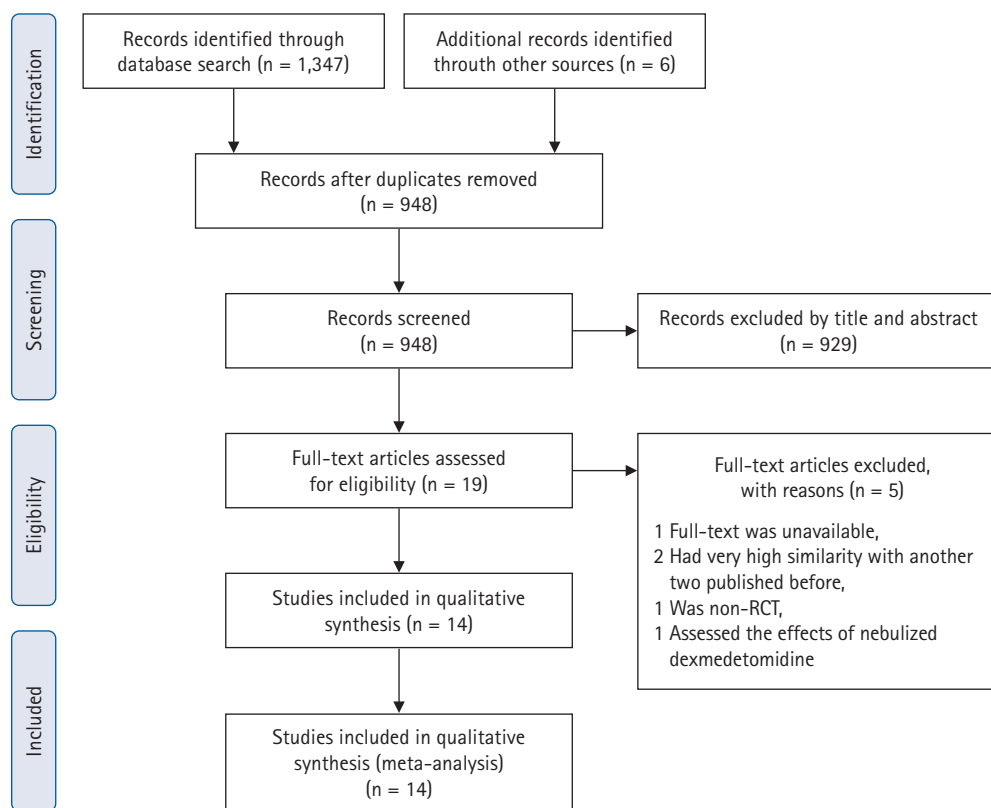 Identification
Records identified through
database search (n = 1,347)
Additional records identified
throuth other sources (n = 6)
Records after duplicates removed
(n = 948)
Screening
Records screened
(n = 948)
Records excluded by title and abstract
(n = 929)
Eligibility
Full-text articles assessed
for eligibility (n = 19)
Full-text articles excluded,
with reasons (n = 5)
1 Full-text was unavailable,
2 Had very high similarity with another
two published before,
1 Was non-RCT,
1 Assessed the effects of nebulized
dexmedetomidine
Studies included in qualitative
synthesis (n = 14)
Included
Studies included in qualitative
synthesis (meta-analysis)
(n = 14)